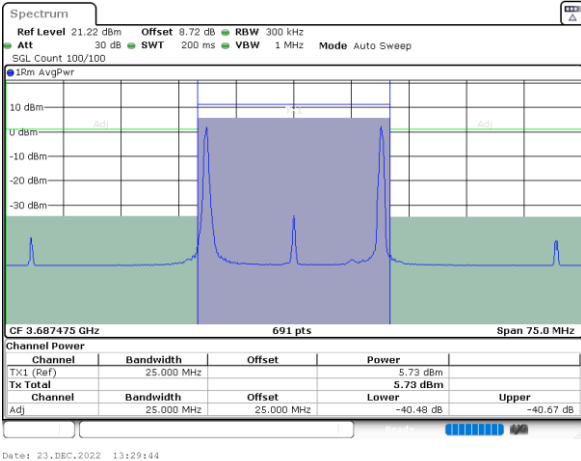 Spectrum
Ref Level 21.22 dBm Offset 8.72 dB RBW 300 kHz
Att 30 dB SWT 200 ms VBW 1 MHz Mode Auto Sweep
SGL Count 100/100
1Rm AvgPwr
10 dBm
Adj
Adj
0 dBm
-10 dBm
-20 dBm
-30 dBm
CF 3.687475 GHz 691 pts Span 75.0 MHz
Channel Power
Channel Bandwidth Offset Power
TX1 (Ref) 25.000 MHz 5.73 dBm
Tx Total 5.73 dBm
Channel Bandwidth Offset Lower Upper
Adj 25.000 MHz 25.000 MHz -40.48 dB -40.67 dB
Ready
Date: 23.DEC.2022 13:29:44